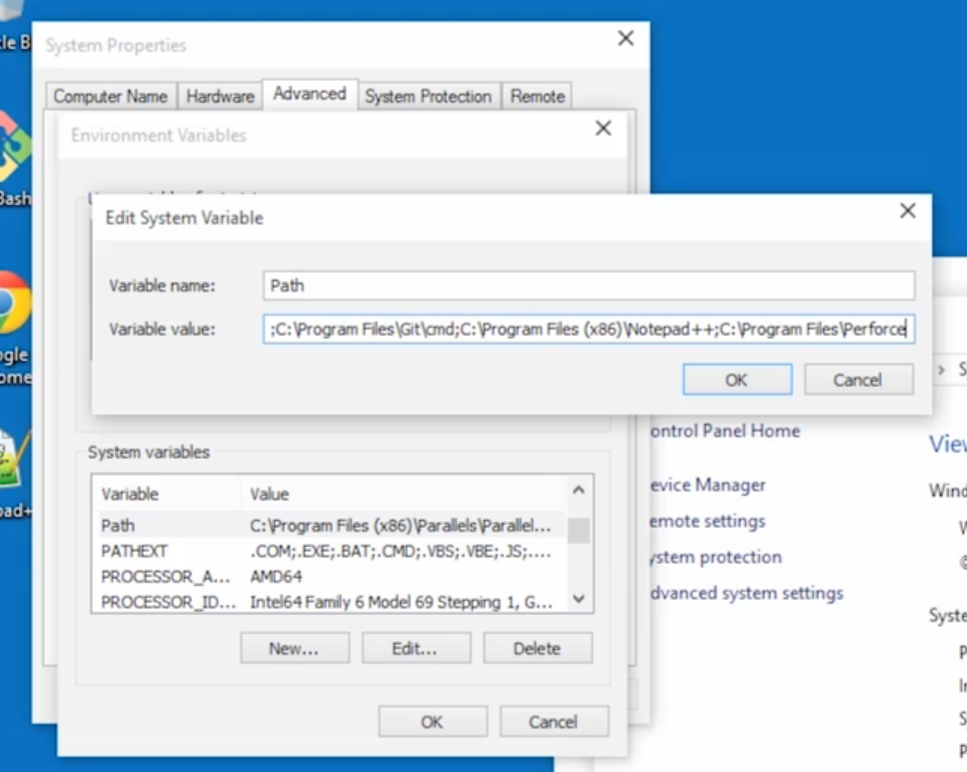 System Properties
Computer Name Hardware Advanced System Protection Remote
Environment Variables
Edit System Variable
Variable name: Path
Variable value: ;C:\Program Files\Git\cmd;C:\Program Files (x86)\Notepad++;C:\Program Files\Perforce
OK Cancel
System variables
Variable Value
Path C:\Program Files (x86)\Parallels\Parallel...
PATHEXT .COM;.EXE;.BAT;.CMD;.VBS;.VBE;.JS;....
PROCESSOR_A... AMD64
PROCESSOR_ID... Intel64 Family 6 Model 69 Stepping 1, G...
New... Edit... Delete
OK Cancel
le B
Bash
gle
ome
pad+
ontrol Panel Home
evice Manager
emote settings
ystem protection
dvanced system settings
View
Wind
Syste